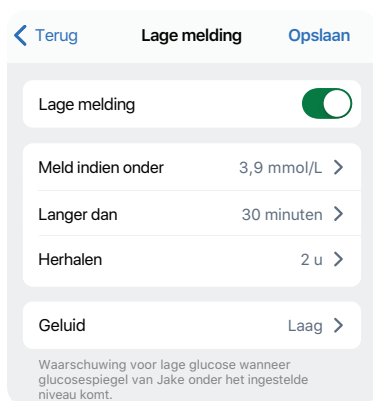 Terug Lage melding Opslaan
Lage melding
Meld indien onder 3,9 mmol/L
Langer dan 30 minuten
Herhalen 2 u
Geluid Laag
Waarschuwing voor lage glucose wanneer
glucosespiegel van Jake onder het ingestelde
niveau komt.